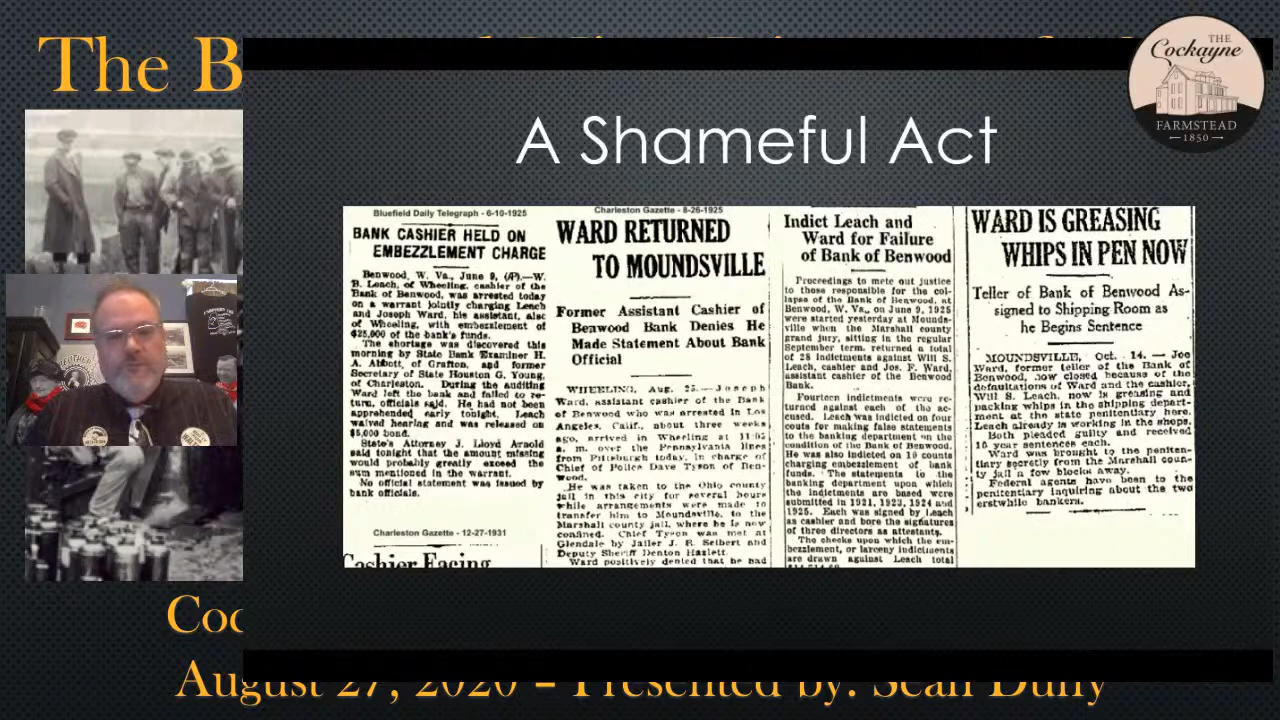 The B
THE
Cockayne
FARMSTEAD
1850
A Shameful Act
Bluefield Daily Telegraph - 6-10-1925
BANK CASHIER HELD ON
EMBEZZLEMENT CHARGE
Benwood, W. Va., June 9, (AP).—W.
B. Leach, of Wheeling, cashier of the
Bank of Benwood, was arrested today
on a warrant jointly charging Leach
and Joseph Ward, his assistant, also
of Wheeling, with embezzlement of
$25,000 of the bank's funds.
The shortage was discovered this
morning by State Bank Examiner H.
A. Abbott, of Grafton, and former
Secretary of State Houston G. Young,
of Charleston. During the auditing
Ward left the bank and failed to re-
turn, officials said. He had not been
apprehended early tonight. Leach
waived hearing and was released on
$5,000 bond.
State's Attorney J. Lloyd Arnold
said tonight that the amount missing
would probably greatly exceed the
sum mentioned in the warrant.
No official statement was issued by
bank officials.
Charleston Gazette - 12-27-1931
Cashier Facing
Charleston Gazette - 8-26-1925
WARD RETURNED
TO MOUNDSVILLE
Former Assistant Cashier of
Benwood Bank Denies He
Made Statement About Bank
Official
WHEELING, Aug. 25.—Joseph
Ward, assistant cashier of the Bank
of Benwood who was arrested in Los
Angeles, Calif., about three weeks
ago, arrived in Wheeling at 11:05
a. m. over the Pennsylvania lines
from Pittsburgh today, in charge of
Chief of Police Dave Tyson of Ben-
wood.
He was taken to the Ohio county
jail in this city for several hours
while arrangements were made to
transfer him to Moundsville, to the
Marshall county jail, where he is now
confined. Chief Tyson was met at
Glendale by Jailer J. R. Seibert and
Deputy Sheriff Denton Hazlett.
Ward positively denied that he had
Indict Leach and
Ward for Failure
of Bank of Benwood
Proceedings to mete out justice
to those responsible for the col-
lapse of the Bank of Benwood, at
Benwood, W. Va., on June 9, 1925
were started yesterday at Mounds-
ville when the Marshall county
grand jury, sitting in the regular
September term, returned a total
of 28 indictments against Will S.
Leach, cashier and Jos. F. Ward,
assistant cashier of the Benwood
Bank.
Fourteen indictments were re-
turned against each of the ac-
cused. Leach was indicted on four
couts for making false statements
to the banking department on the
condition of the Bank of Benwood.
He was also indicted on 10 counts
charging embezzlement of bank
funds. The statements to the
banking department upon which
the indictments are based were
submitted in 1921, 1923, 1924 and
1925. Each was signed by Leach
as cashier and bore the signatures
of three directors as attestants.
The checks upon which the em-
bezzlement, or larceny indictments
are drawn against Leach total
WARD IS GREASING
WHIPS IN PEN NOW
Teller of Bank of Benwood As-
signed to Shipping Room as
he Begins Sentence
MOUNDSVILLE, Oct. 14. — Joe
Ward, former teller of the Bank of
Benwood, now closed because of the
defaultations of Ward and the cashier,
Will S. Leach, now is greasing and
packing whips in the shipping depart-
ment at the state penitentiary here.
Leach already is working in the shops.
Both pleaded guilty and received
10 year sentences each.
Ward was brought to the peniten-
tiary secretly from the Marshall coun-
ty jail a few blocks away.
Federal agents have been to the
penitentiary inquiring about the two
erstwhile bankers.
Coc
August 27, 2020 – Presented by: Sean Duffy